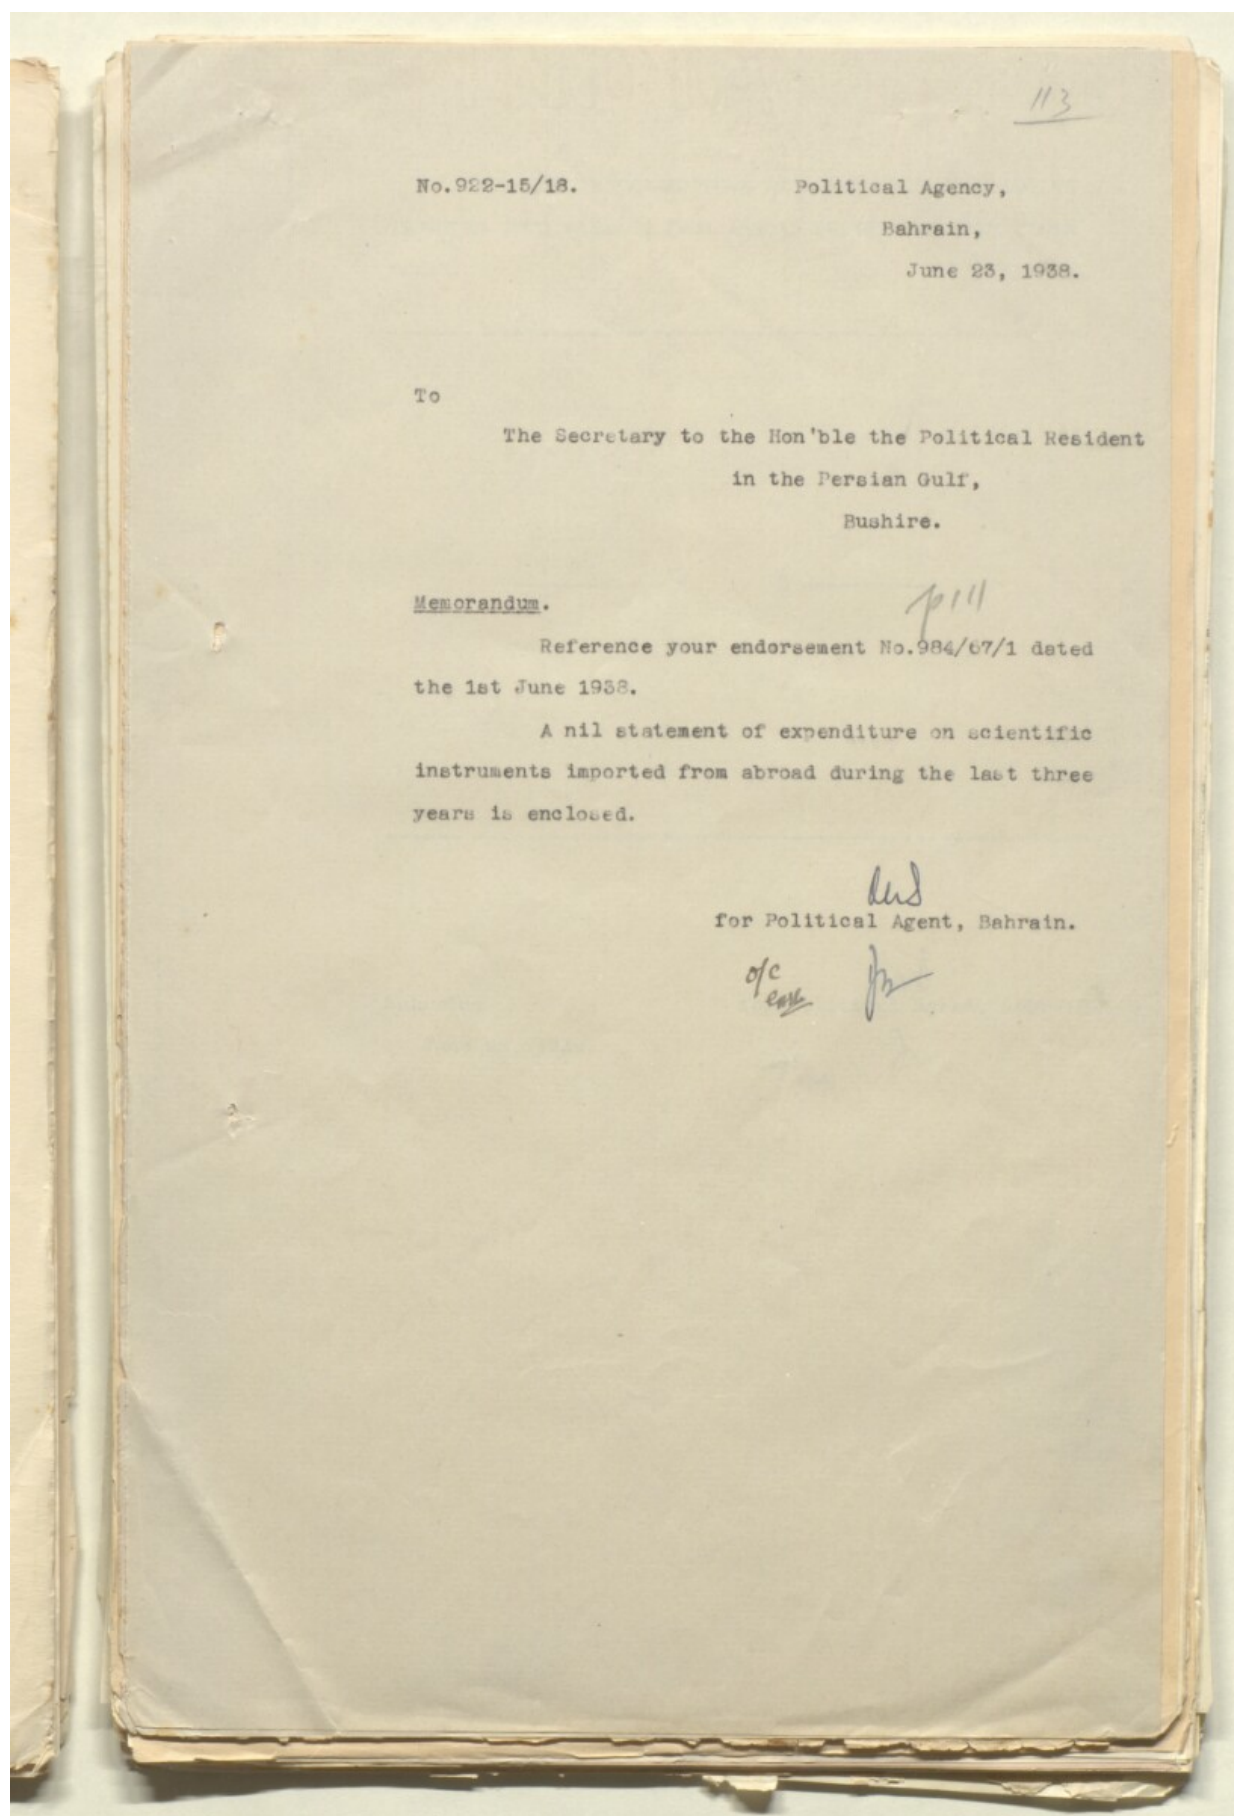 113
No.922-15/18.
Political Agency,
Bahrain,
June 23, 1938.
To
The Secretary to the Hon'ble the Political Resident
in the Persian Gulf,
Bushire.
Memorandum.
p111
Reference your endorsement No.984/67/1 dated
the 1st June 1938.
A nil statement of expenditure on scientific
instruments imported from abroad during the last three
years is enclosed.
for Political Agent, Bahrain.
o/c